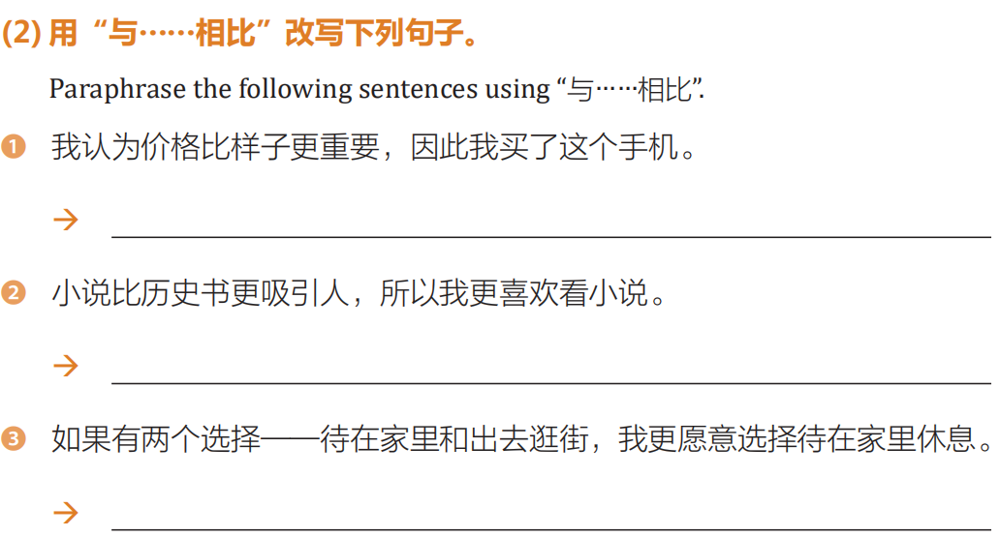 (2) 用“与……相比”改写下列句子。
Paraphrase the following sentences using “与……相比”.
1 我认为价格比样子更重要，因此我买了这个手机。
→
2 小说比历史书更吸引人，所以我更喜欢看小说。
→
3 如果有两个选择——待在家里和出去逛街，我更愿意选择待在家里休息。
→